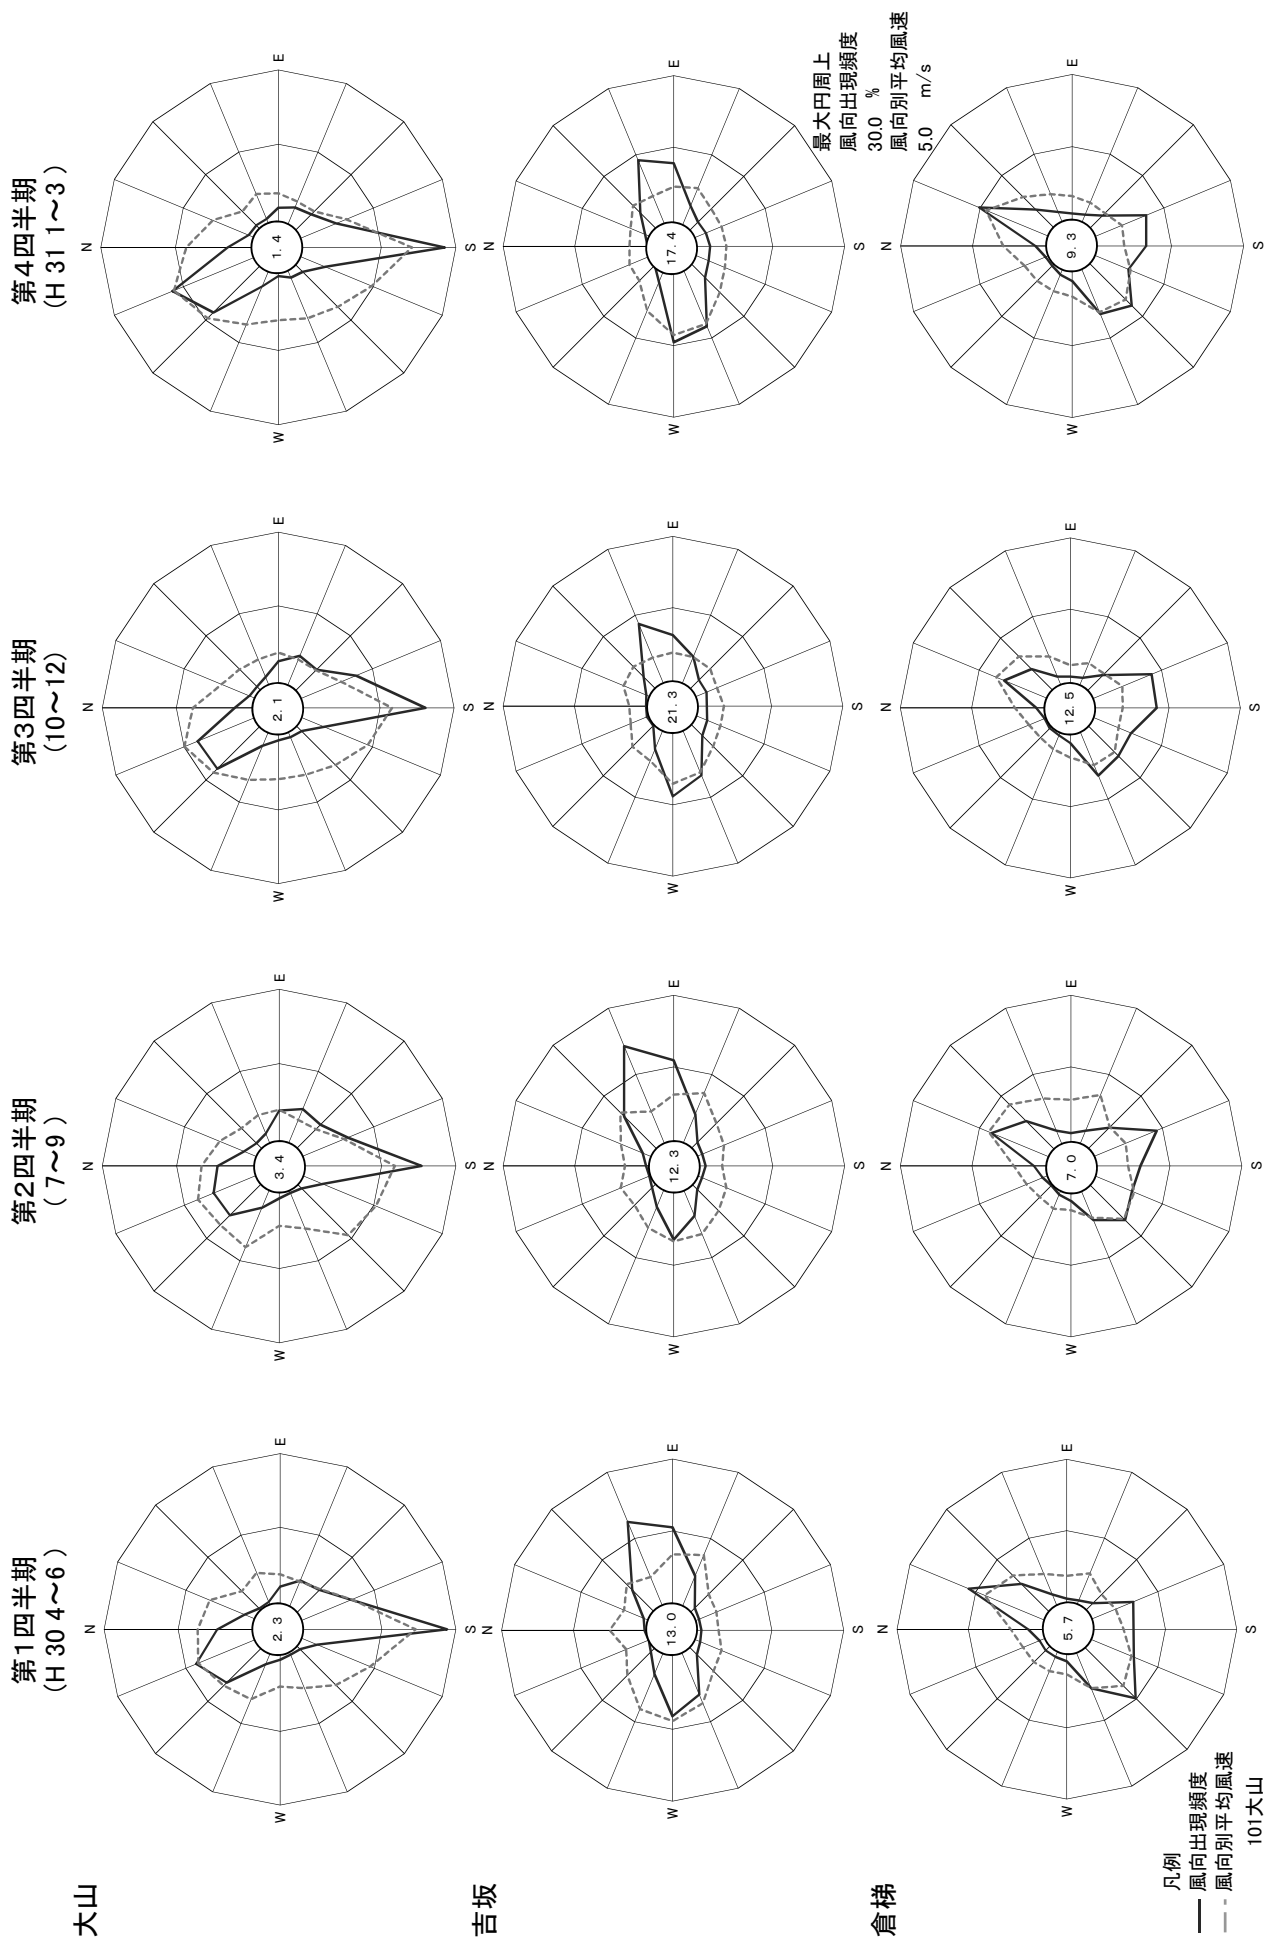 第1四半期
(H 30 4～6 )
第2四半期
( 7～9 )
第3四半期
(10～12)
第4四半期
(H 31 1～3 )
大山
N
E
S
W
2. 3
N
E
S
W
3. 4
N
E
S
W
2. 1
N
E
S
W
1. 4
吉坂
N
E
S
W
13. 0
N
E
S
W
12. 3
N
E
S
W
21. 3
N
E
S
W
17. 4
倉梯
N
E
S
W
5. 7
N
E
S
W
7. 0
N
E
S
W
12. 5
N
E
S
W
9. 3
最大円周上
風向出現頻度
30.0 %
風向別平均風速
5.0 m/s
凡例
風向出現頻度
風向別平均風速
101大山